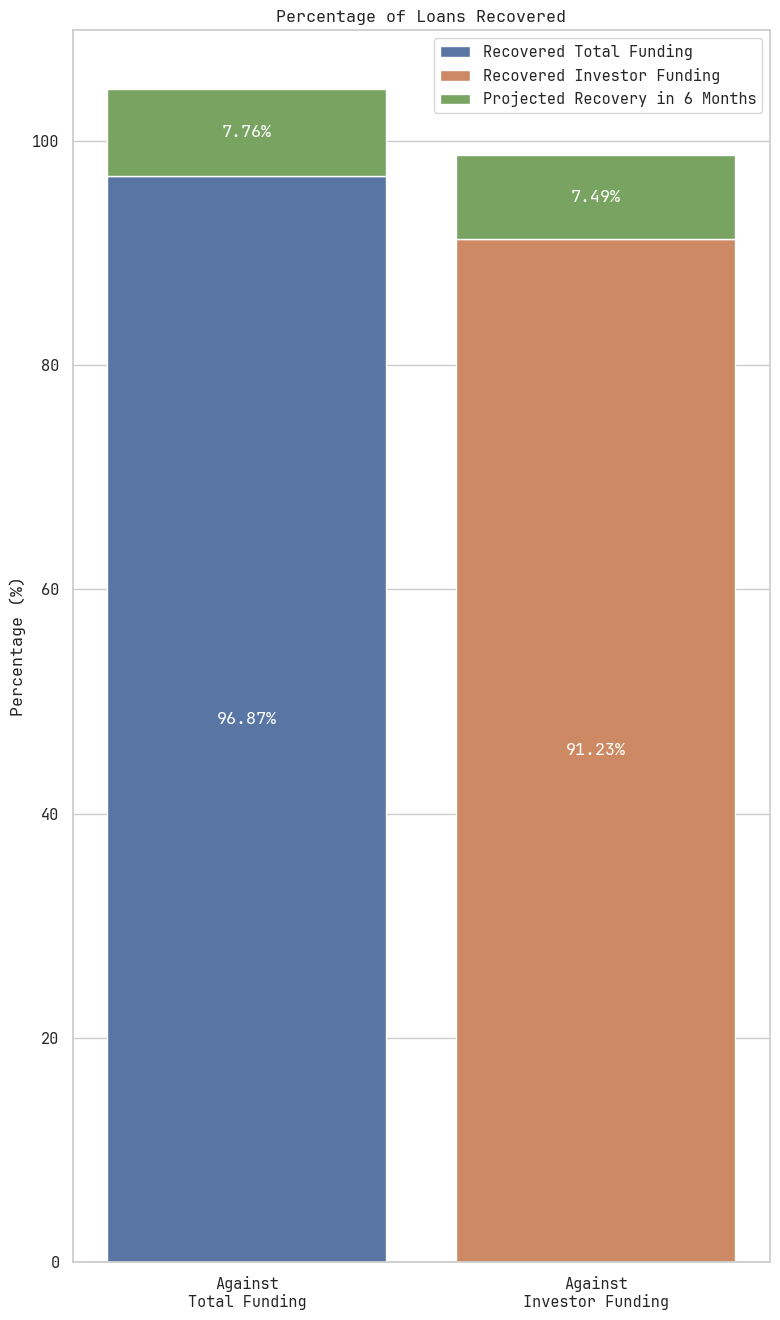 Percentage of Loans Recovered
Recovered Total Funding
Recovered Investor Funding
Projected Recovery in 6 Months
7.76%
7.49%
96.87%
91.23%
Percentage (%)
100
80
60
40
20
0
Against
Total Funding
Against
Investor Funding